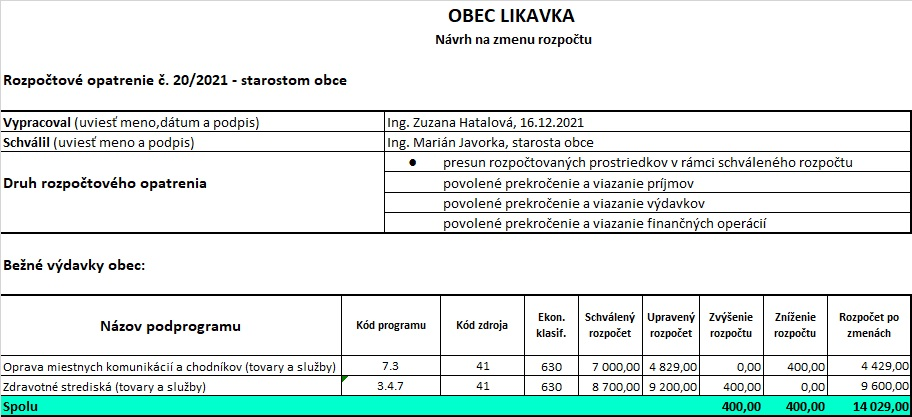 OBEC LIKAVKA
Návrh na zmenu rozpočtu
Rozpočtové opatrenie č. 20/2021 - starostom obce
Vypracoval (uviesť meno,dátum a podpis) Ing. Zuzana Hatalová, 16.12.2021
Schválil (uviesť meno a podpis) Ing. Marián Javorka, starosta obce
Druh rozpočtového opatrenia
● presun rozpočtovaných prostriedkov v rámci schváleného rozpočtu
povolené prekročenie a viazanie príjmov
povolené prekročenie a viazanie výdavkov
povolené prekročenie a viazanie finančných operácií
Bežné výdavky obec:
Názov podprogramu Kód programu Kód zdroja Ekon. klasif. Schválený rozpočet Upravený rozpočet Zvýšenie rozpočtu Zníženie rozpočtu Rozpočet po zmenách
Oprava miestnych komunikácií a chodníkov (tovary a služby) 7.3 41 630 7 000,00 4 829,00 0,00 400,00 4 429,00
Zdravotné strediská (tovary a služby) 3.4.7 41 630 8 700,00 9 200,00 400,00 0,00 9 600,00
Spolu 400,00 400,00 14 029,00